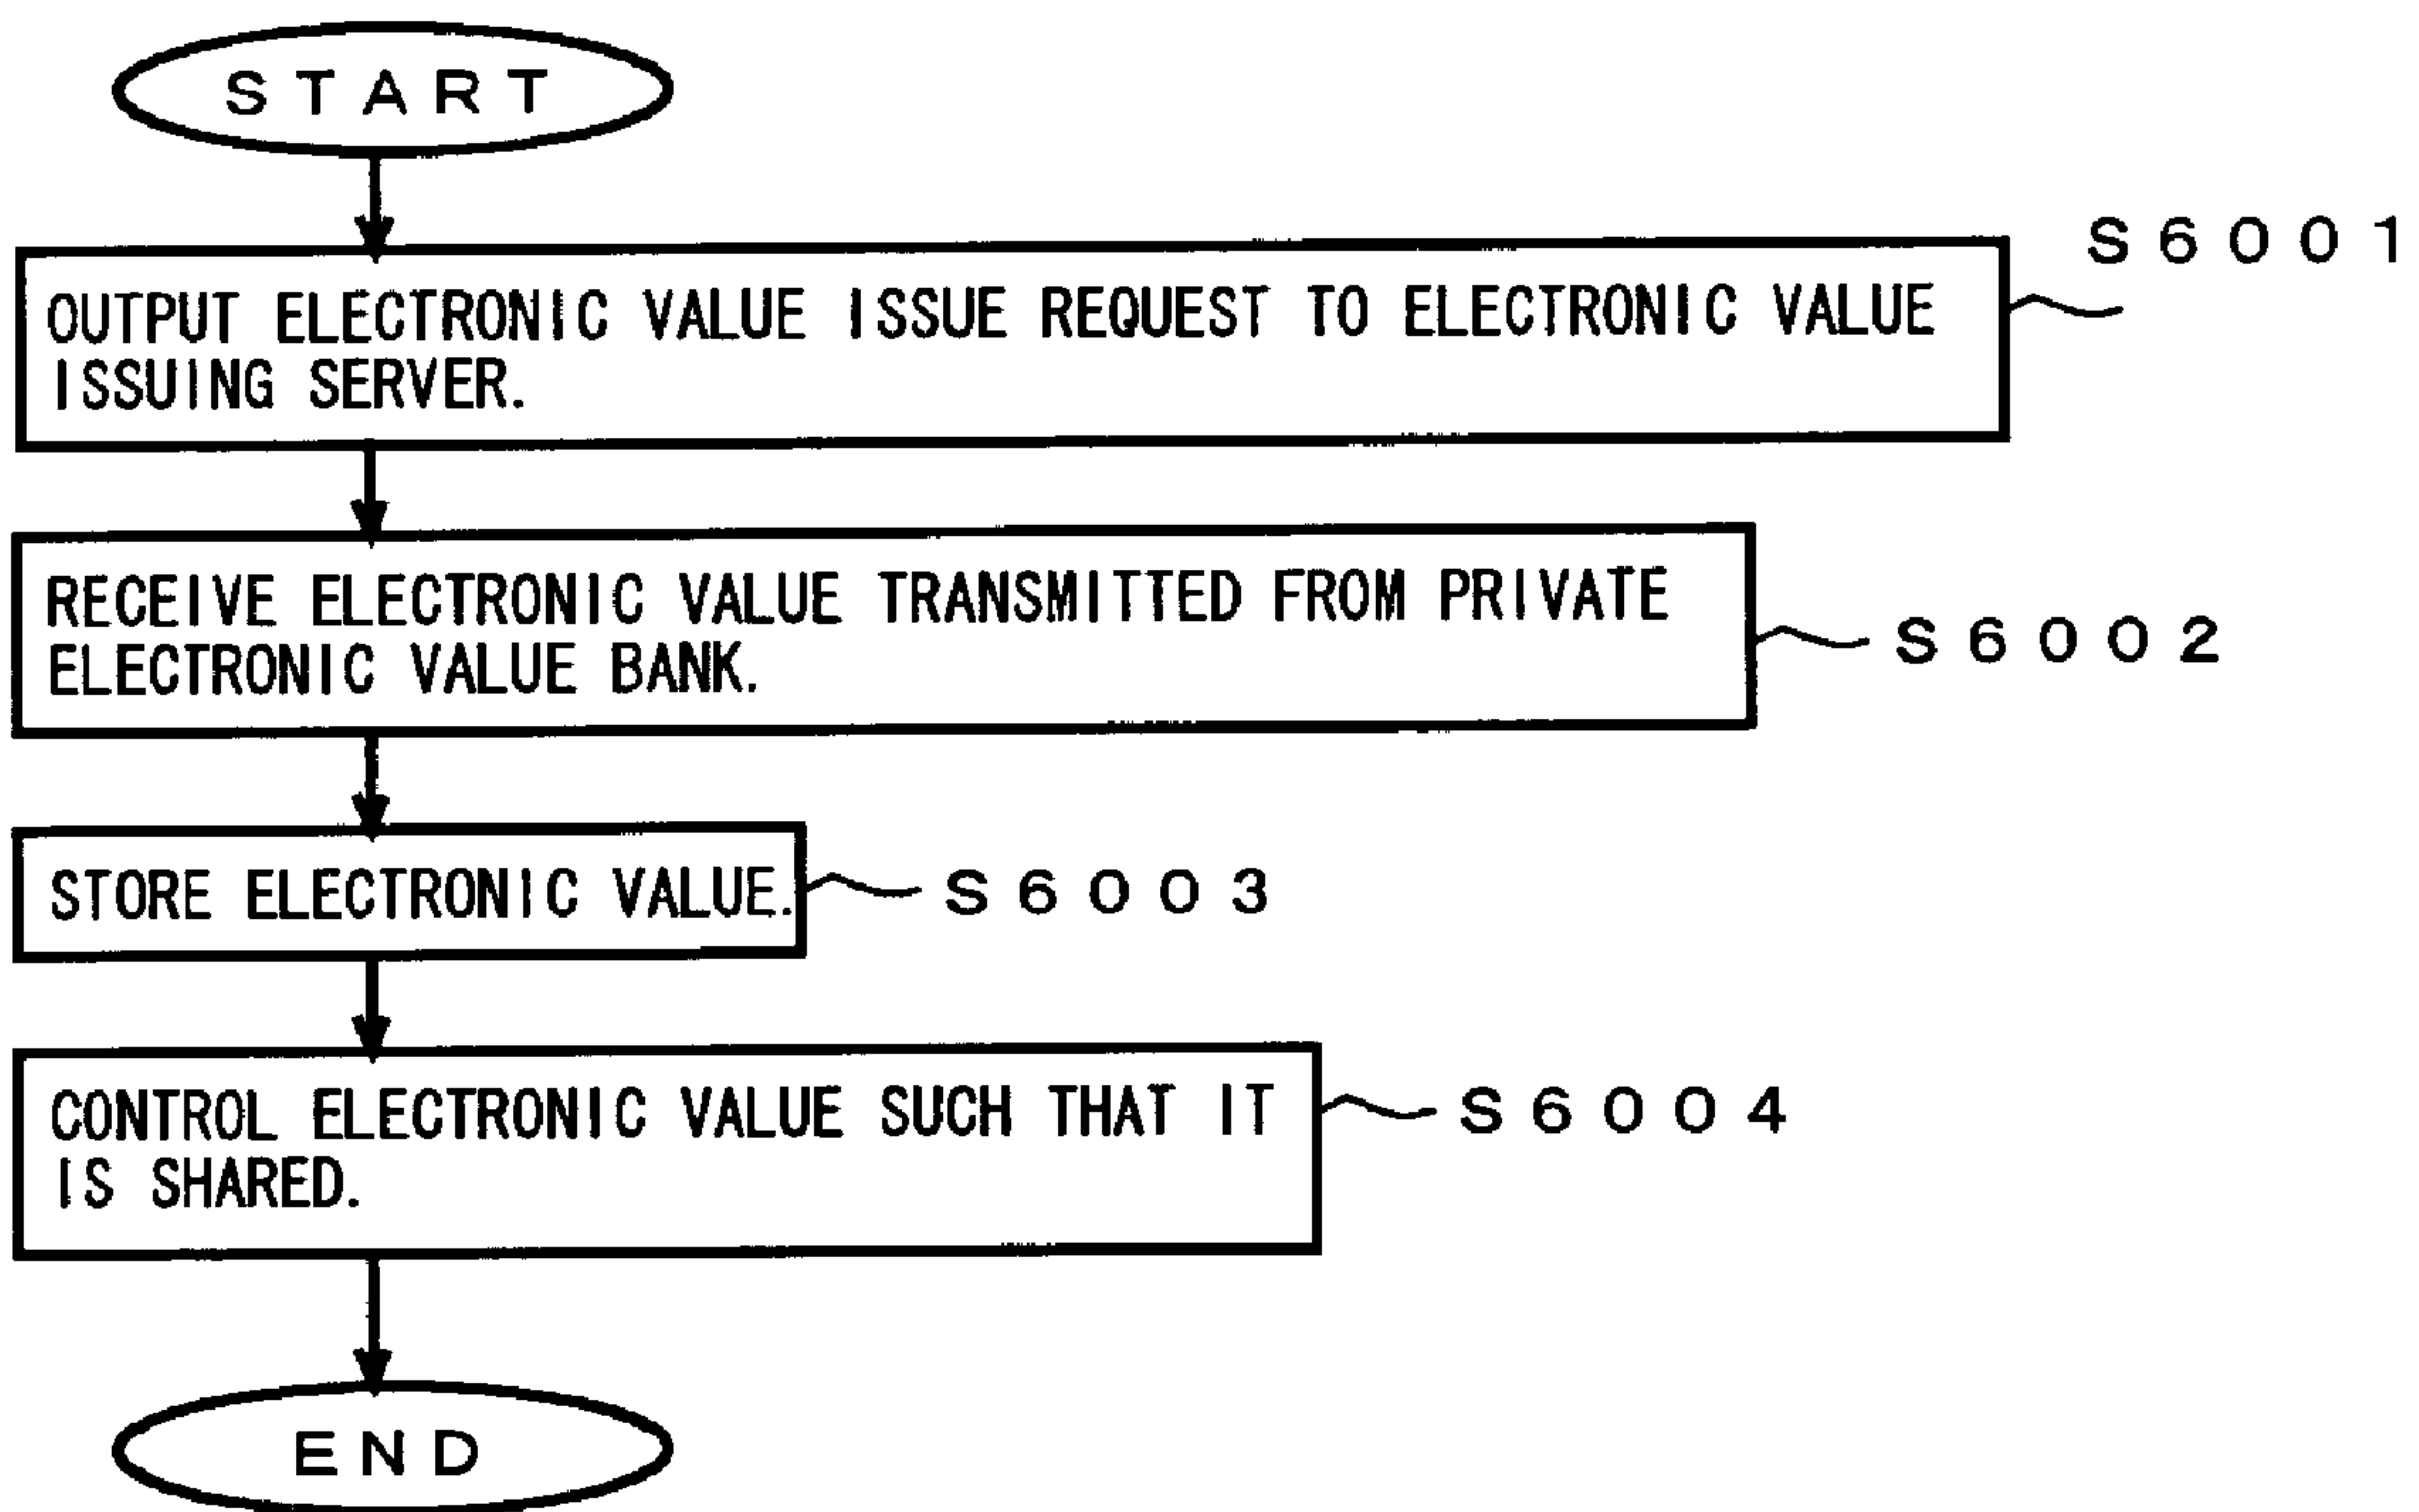 START
S6001
OUTPUT ELECTRONIC VALUE ISSUE REQUEST TO ELECTRONIC VALUE
ISSUING SERVER.
RECEIVE ELECTRONIC VALUE TRANSMITTED FROM PRIVATE
ELECTRONIC VALUE BANK.
S6002
STORE ELECTRONIC VALUE.
S6003
CONTROL ELECTRONIC VALUE SUCH THAT IT
IS SHARED.
S6004
END